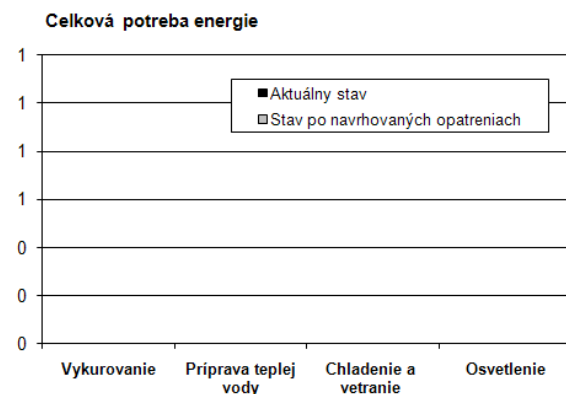 Celková potreba energie
1
1
1
1
0
0
0
Aktuálny stav
Stav po navrhovaných opatreniach
Vykurovanie
Príprava teplej
vody
Chladenie a
vetranie
Osvetlenie